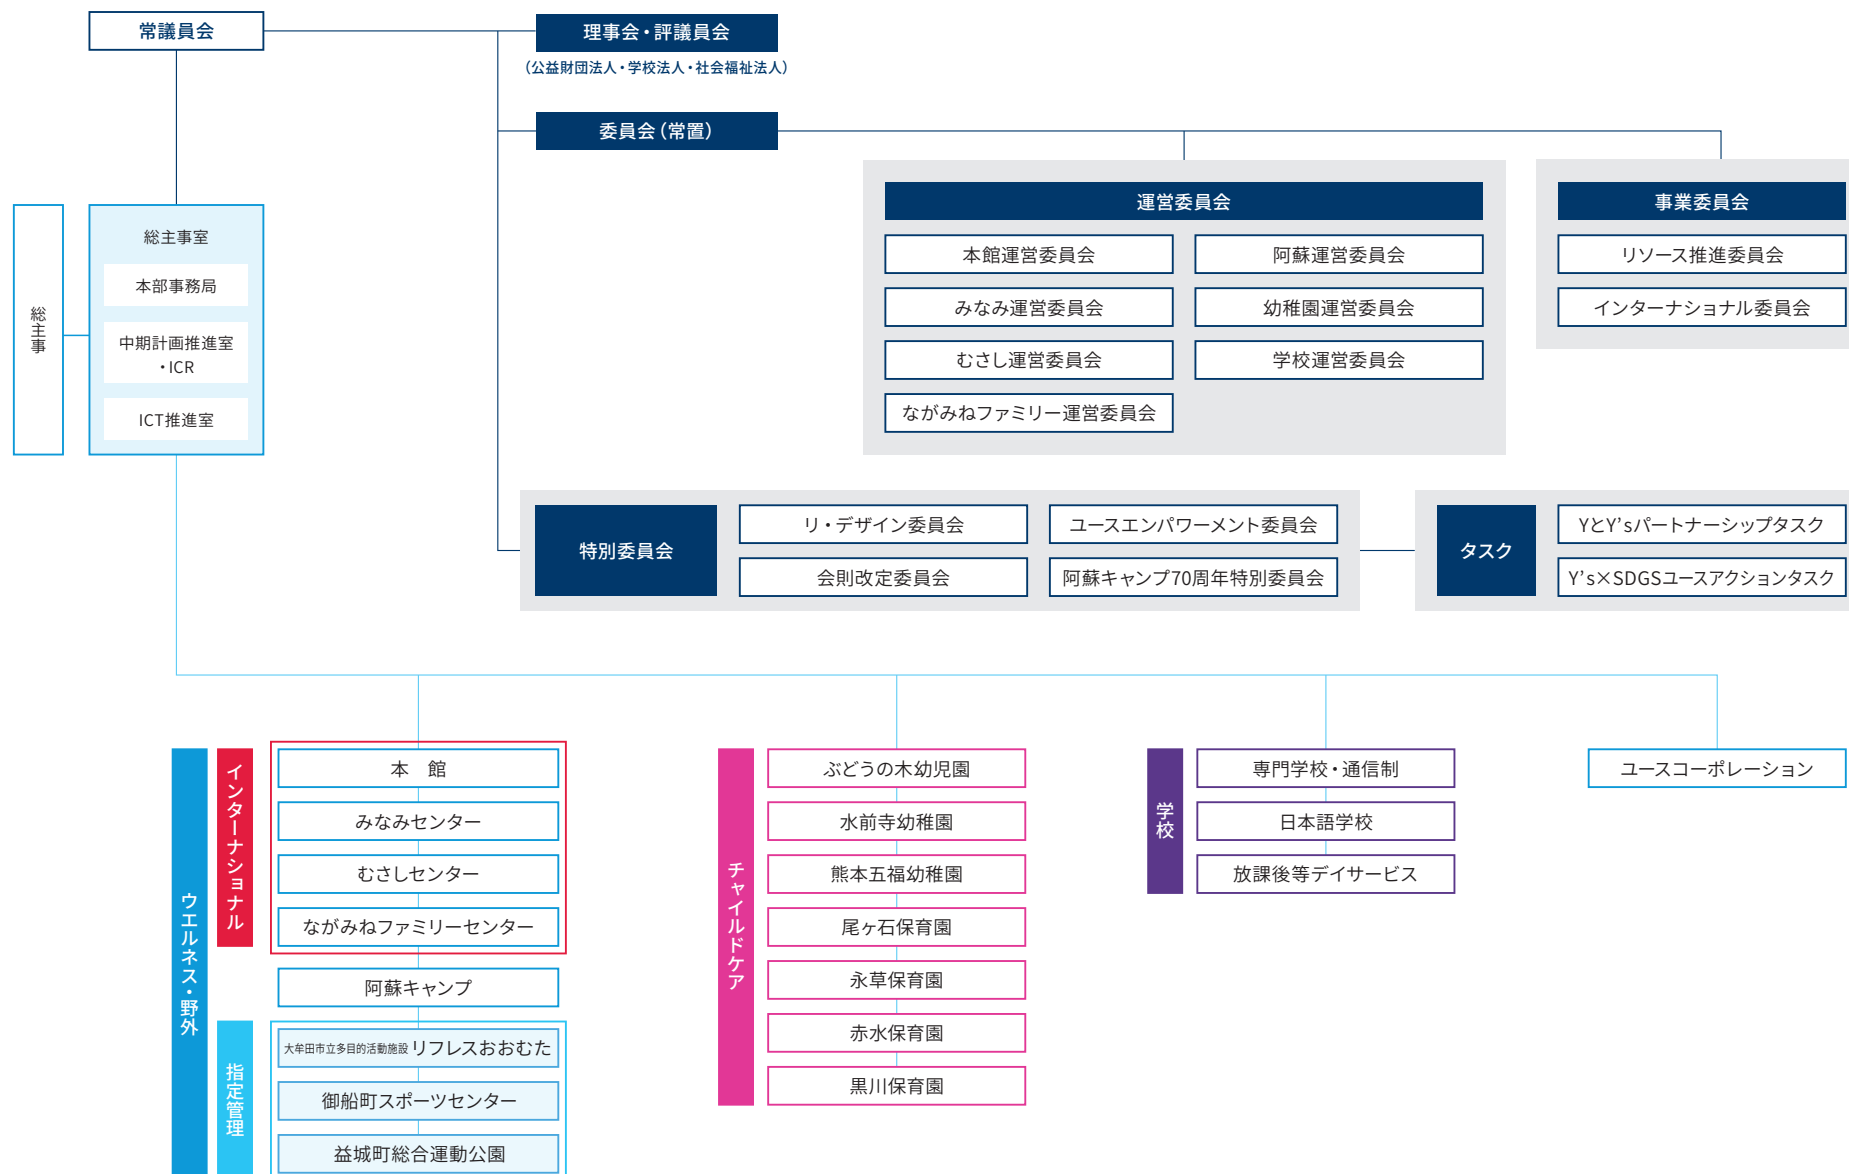 常議員会
理事会・評議員会
（公益財団法人・学校法人・社会福祉法人）
委員会（常置）
運営委員会
本館運営委員会
阿蘇運営委員会
みなみ運営委員会
幼稚園運営委員会
むさし運営委員会
学校運営委員会
ながみねファミリー運営委員会
事業委員会
リソース推進委員会
インターナショナル委員会
総主事
総主事室
本部事務局
中期計画推進室
・ICR
ICT推進室
特別委員会
リ・デザイン委員会
ユースエンパワーメント委員会
会則改定委員会
阿蘇キャンプ70周年特別委員会
タスク
YとY’sパートナーシップタスク
Y’s×SDGSユースアクションタスク
ウエルネス・野外
インターナショナル
本　館
みなみセンター
むさしセンター
ながみねファミリーセンター
阿蘇キャンプ
指定管理
大牟田市立多目的活動施設 リフレスおおむた
御船町スポーツセンター
益城町総合運動公園
チャイルドケア
ぶどうの木幼児園
水前寺幼稚園
熊本五福幼稚園
尾ヶ石保育園
永草保育園
赤水保育園
黒川保育園
学校
専門学校・通信制
日本語学校
放課後等デイサービス
ユースコーポレーション